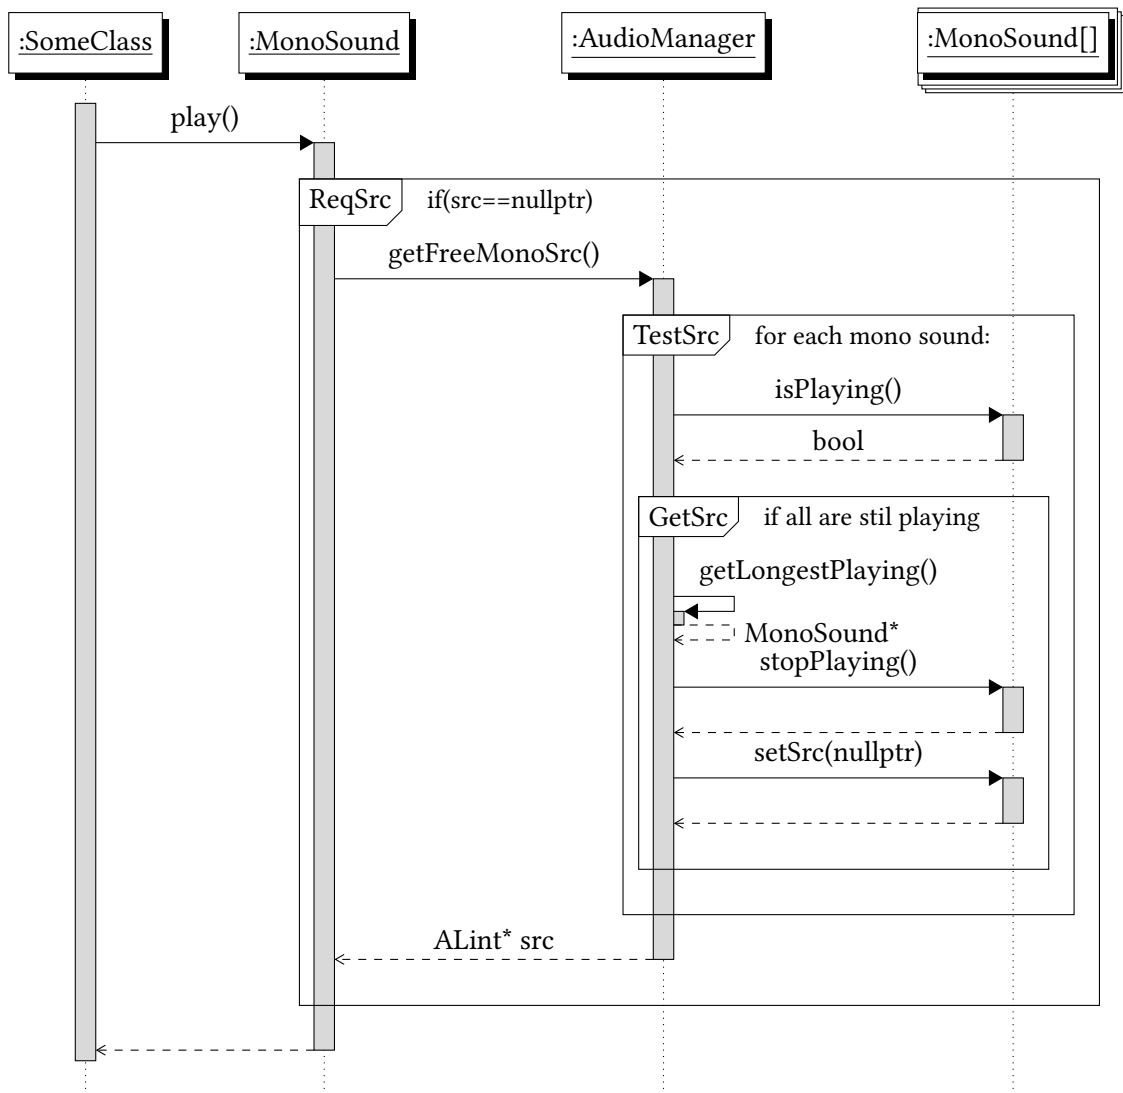 :SomeClass
:MonoSound
:AudioManager
:MonoSound[]
play()
ReqSrc
if(src==nullptr)
getFreeMonoSrc()
TestSrc
for each mono sound:
isPlaying()
bool
GetSrc
if all are stil playing
getLongestPlaying()
MonoSound*
stopPlaying()
setSrc(nullptr)
ALint* src